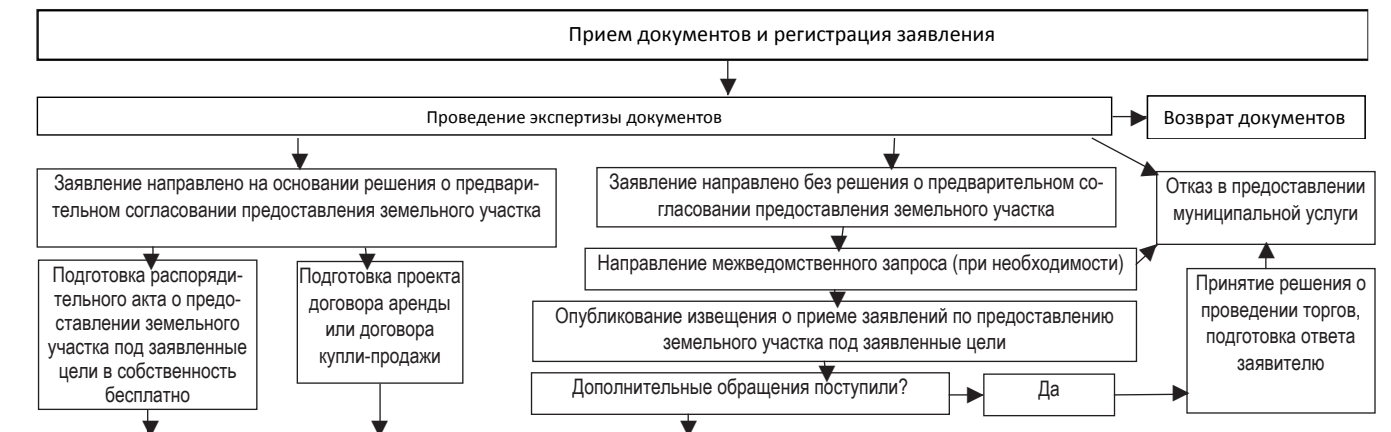 Прием документов и регистрация заявления
Проведение экспертизы документов
Возврат документов
Заявление направлено на основании решения о предвари-
тельном согласовании предоставления земельного участка
Заявление направлено без решения о предварительном со-
гласовании предоставления земельного участка
Отказ в предоставлении
муниципальной услуги
Подготовка распоряди-
тельного акта о предо-
ставлении земельного
участка под заявленные
цели в собственность
бесплатно
Подготовка проекта
договора аренды
или договора
купли-продажи
Направление межведомственного запроса (при необходимости)
Опубликование извещения о приеме заявлений по предоставлению
земельного участка под заявленные цели
Дополнительные обращения поступили?
Да
Принятие решения о
проведении торгов,
подготовка ответа
заявителю